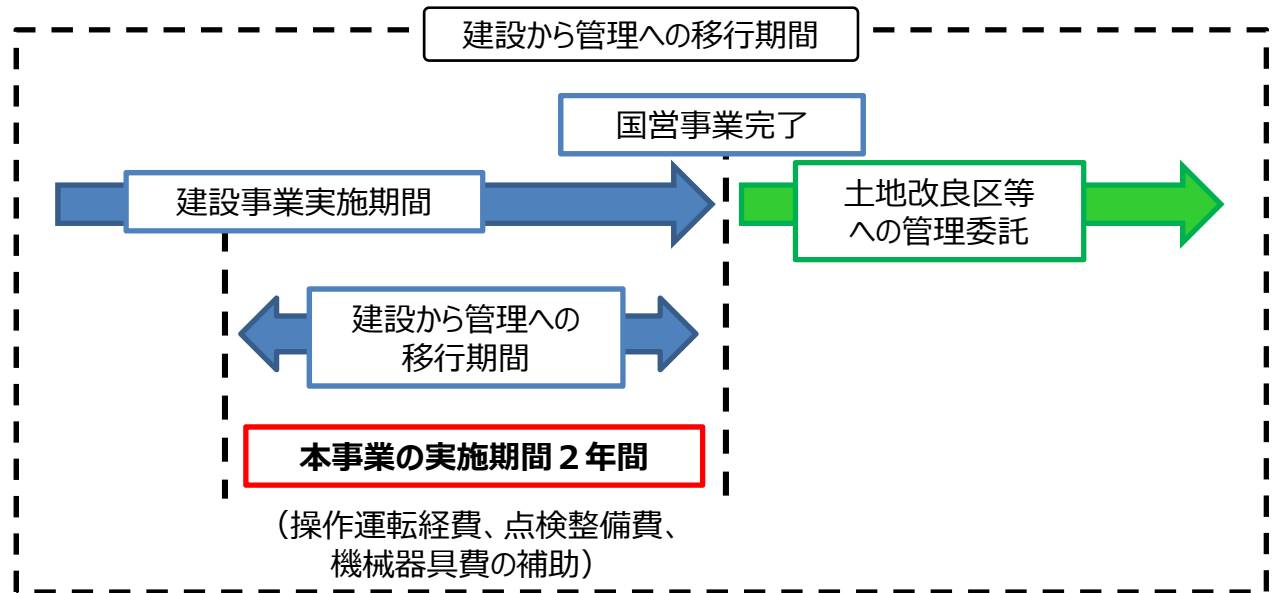 建設から管理への移行期間
国営事業完了
建設事業実施期間
土地改良区等
への管理委託
建設から管理への
移行期間
本事業の実施期間２年間
（操作運転経費、点検整備費、
機械器具費の補助）